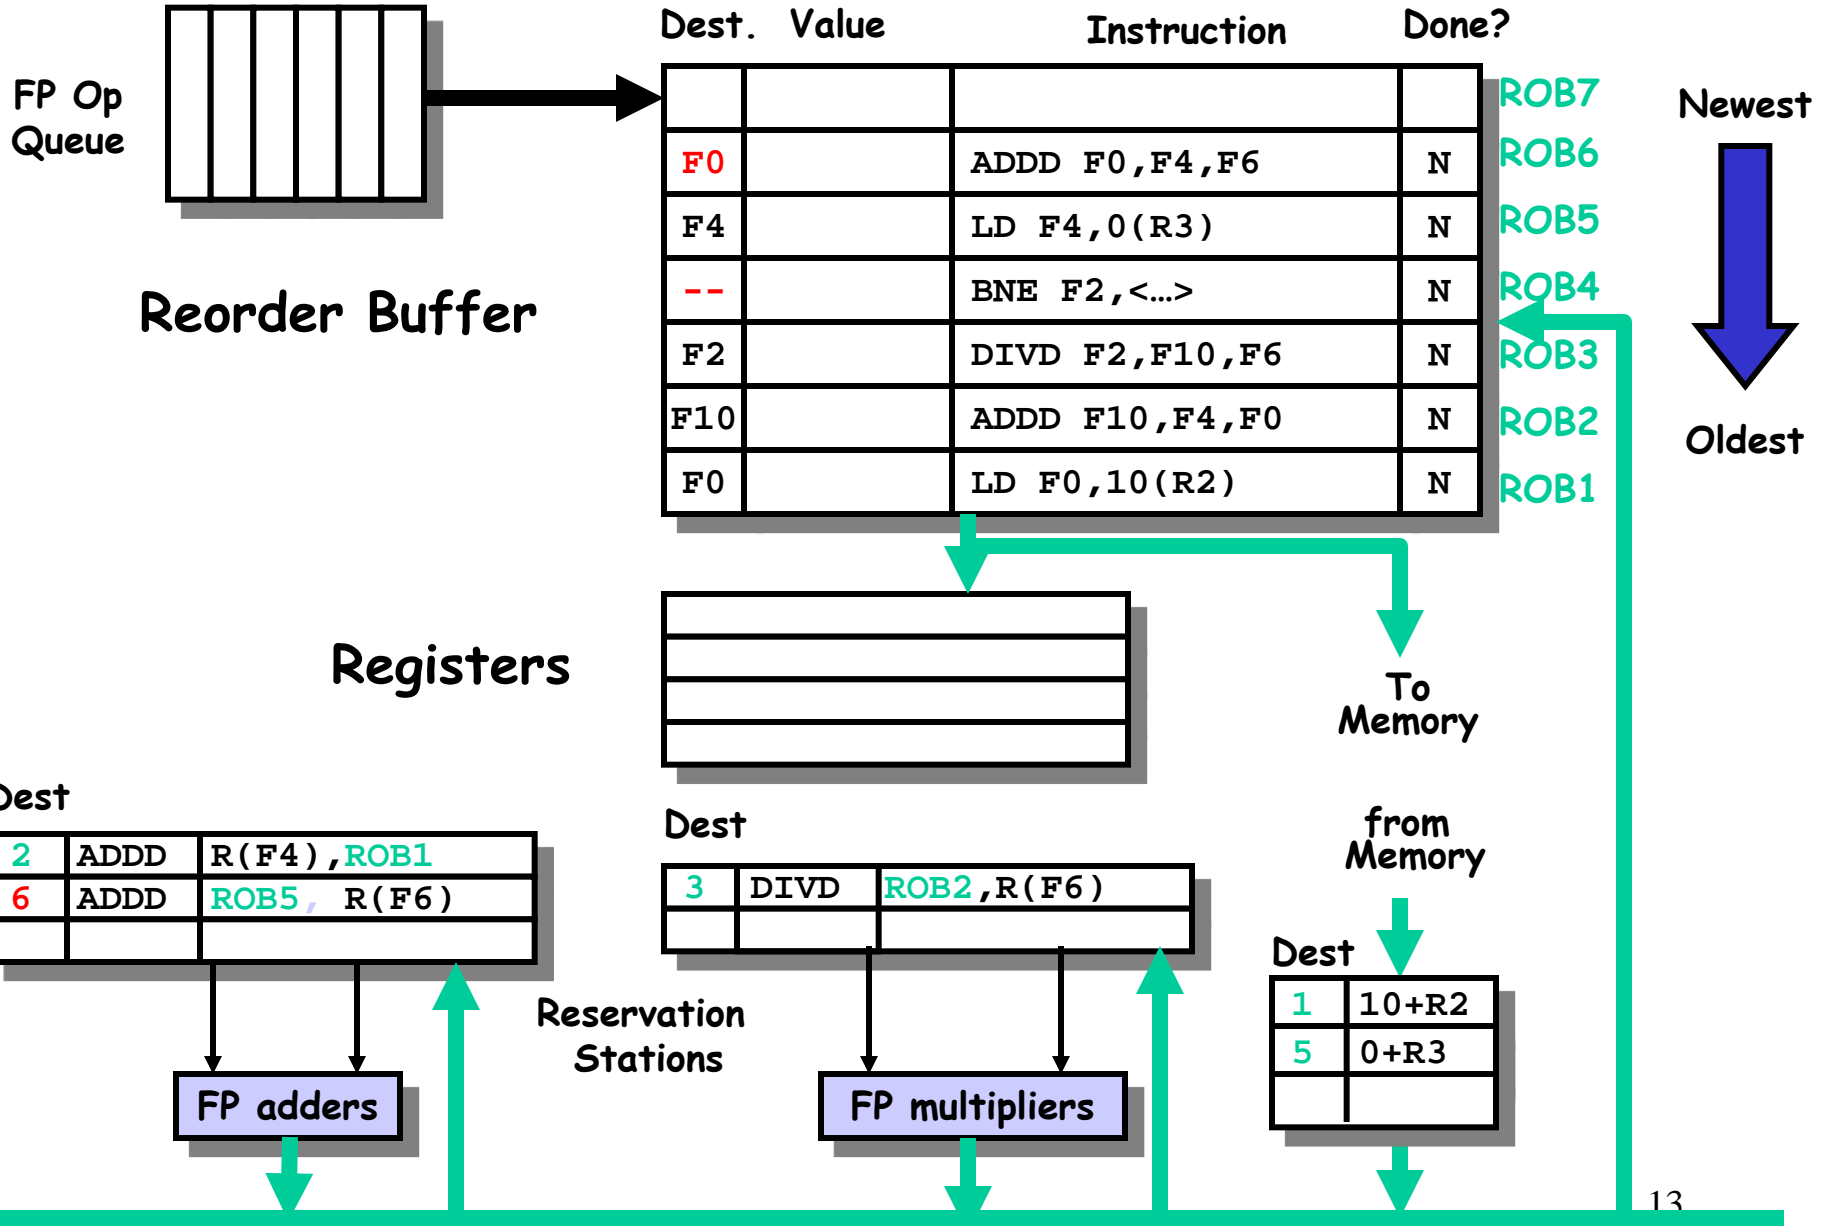 Dest. Value Instruction Done?
FP Op
Queue
ROB7
Newest
F0 ADDD F0,F4,F6 N ROB6
F4 LD F4,0(R3) N ROB5
-- BNE F2,<…> N ROB4
Reorder Buffer
F2 DIVD F2,F10,F6 N ROB3
F10 ADDD F10,F4,F0 N ROB2
Oldest
F0 LD F0,10(R2) N ROB1
Registers
To
Memory
Dest
2 ADDD R(F4),ROB1
6 ADDD ROB5, R(F6)
Dest
3 DIVD ROB2,R(F6)
from
Memory
Dest
1 10+R2
5 0+R3
Reservation
Stations
FP adders
FP multipliers
13